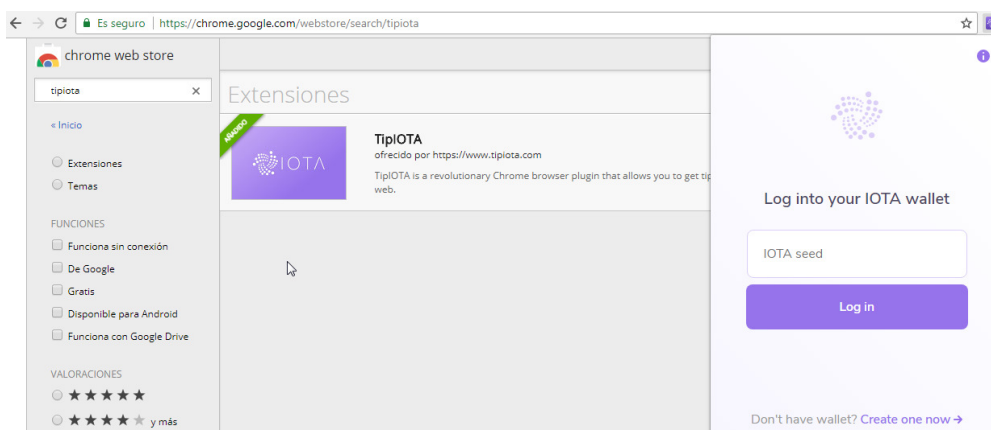 Es seguro | https://chrome.google.com/webstore/search/tipiota
chrome web store
tipiota
« Inicio
Extensiones
Temas
FUNCIONES
Funciona sin conexión
De Google
Gratis
Disponible para Android
Funciona con Google Drive
VALORACIONES
y más
Extensiones
AÑADIDO
IOTA
TipIOTA
ofrecido por https://www.tipiota.com
TipIOTA is a revolutionary Chrome browser plugin that allows you to get
web.
Log into your IOTA wallet
IOTA seed
Log in
Don't have wallet? Create one now →